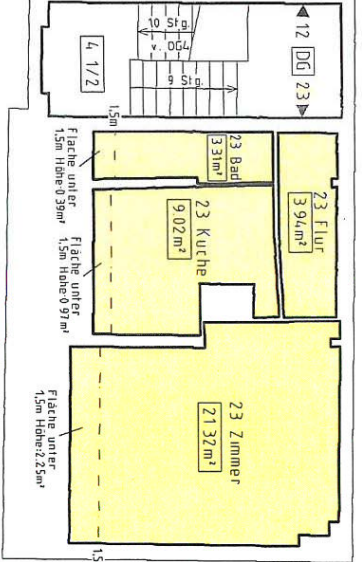 10 Stg.
v. DG4
9 Stg.
4 1/2
12 DG 23
1,5m
23 Bad
3 31m²
23 Flur
3 94m²
23 Kuche
9.02m²
23 Zimmer
21 32m²
Fläche unter
1,5m Höhe-0 39m²
Fläche unter
1,5m Höhe-0 97m²
Fläche unter
1,5m Höhe:2.25m²
1,5